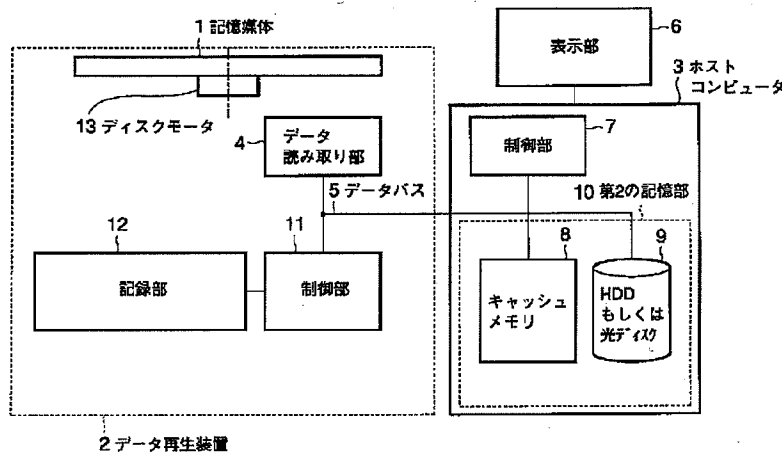 1 記憶媒体
13 ディスクモータ
4
データ
読み取り部
5 データバス
12
記録部
11
制御部
2 データ再生装置
6
表示部
3 ホスト
コンピュータ
7
制御部
10 第2の記憶部
8
キャッシュ
メモリ
9
HDD
もしくは
光ディスク